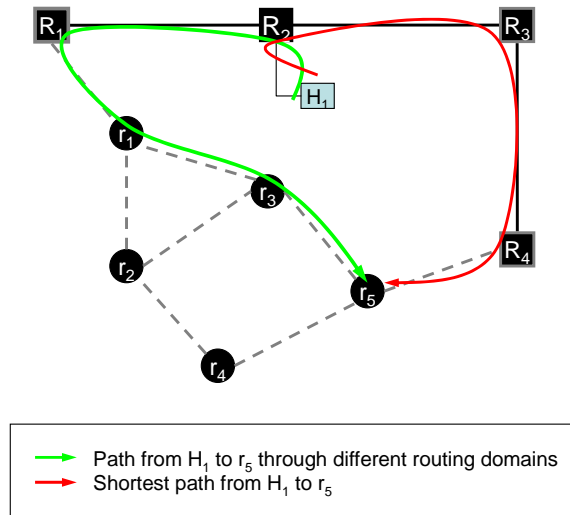 R₁ R₂ R₃
H₁
r₁
r₃
R₄
r₂
r₅
r₄
Path from H₁ to r₅ through different routing domains
Shortest path from H₁ to r₅